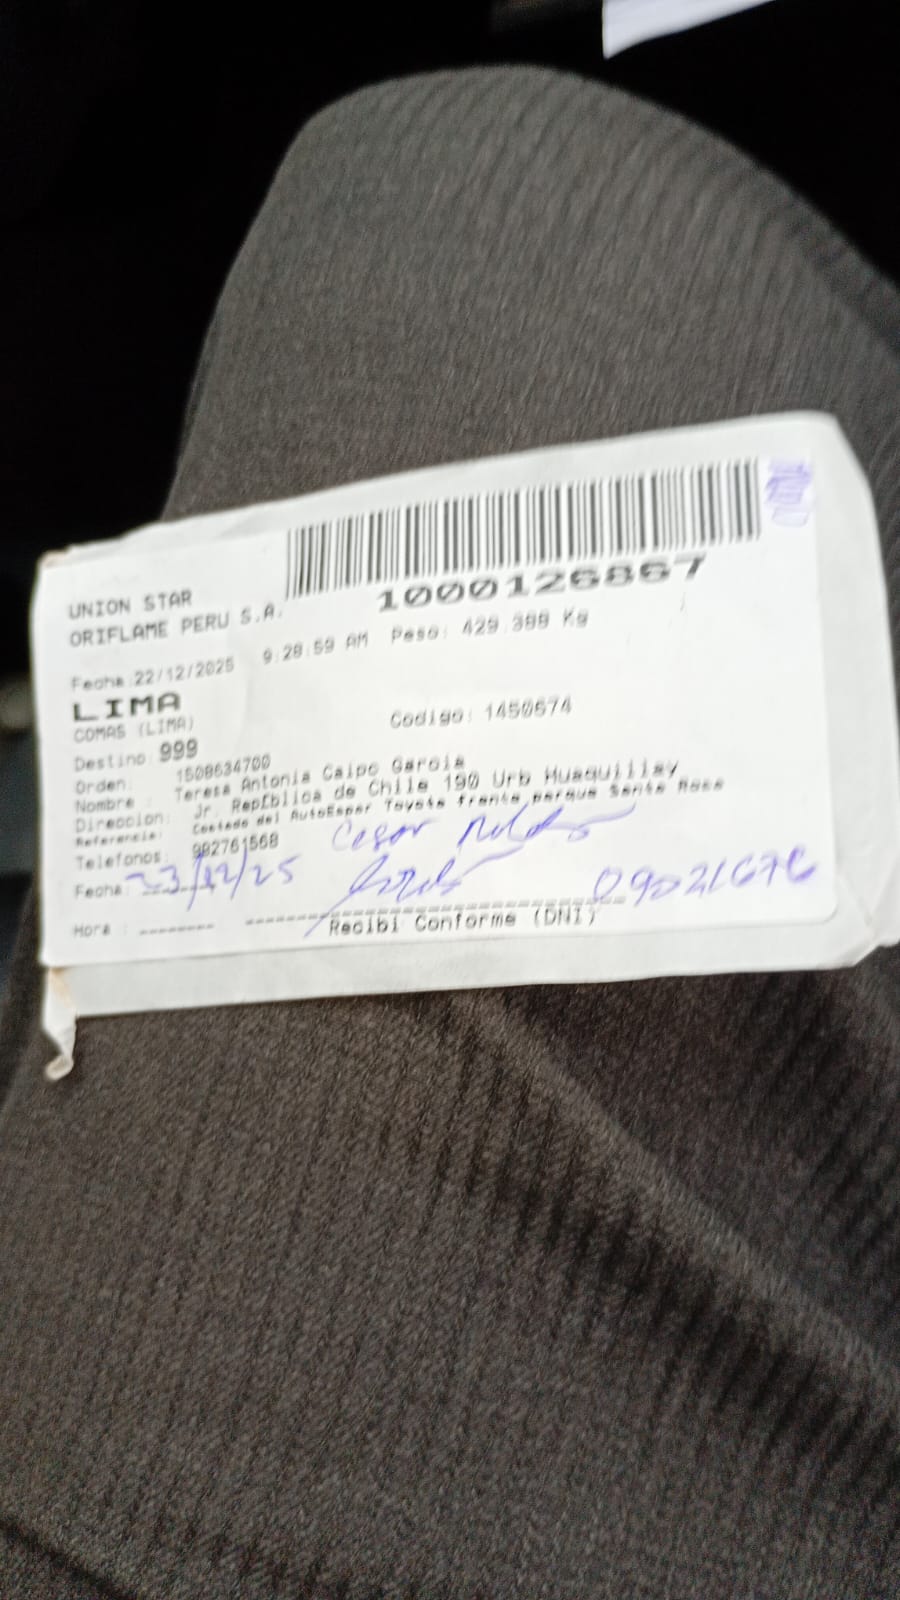 1000126867
UNION STAR
ORIFLAME PERU S.A.
Fecha:22/12/2025 9:28:59 AM Peso: 429.399 Kg
LIMA
COMAS (LIMA) Codigo: 1450674
Destino: 999
Orden: 1508634700
Nombre : Teresa Antonia Caipo Garcia
Direccion: Jr. República de Chile 190 Urb Huaquillay
Referencia: Costado del AutoEspar Toyota frente parque Santa Rosa
Telefonos: 992761568
Cesar
Fecha: 23/12/25 09021676
Hora : -------- Recibi Conforme (DNI)